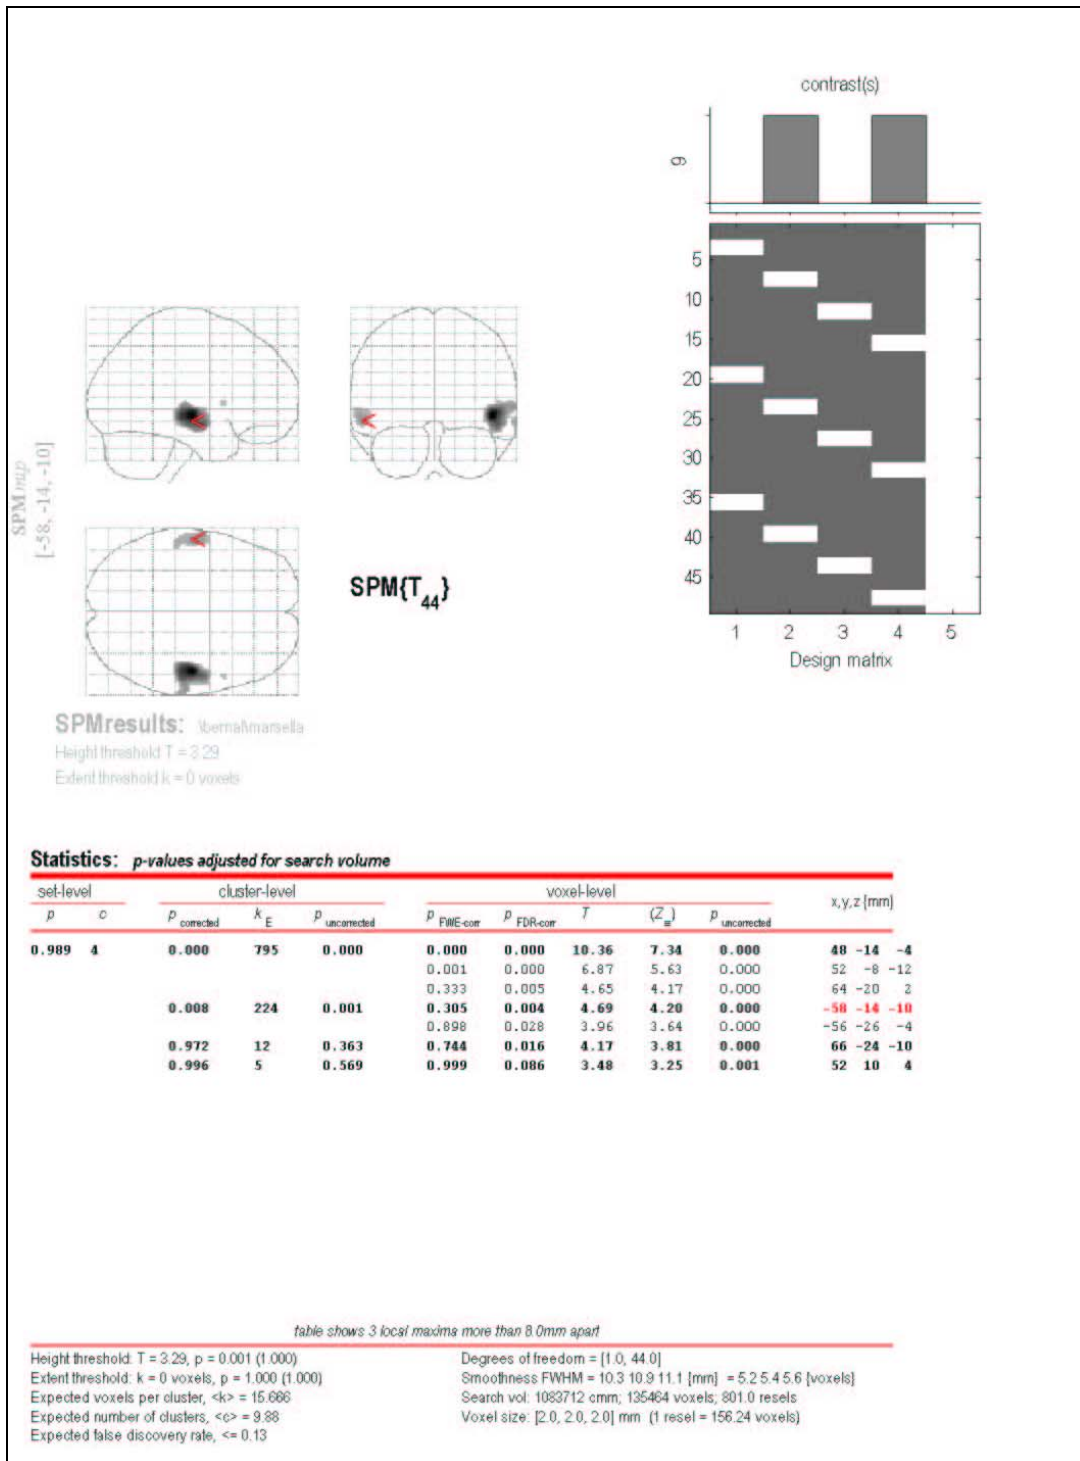 contrast(s)
9
5
10
15
20
25
30
35
40
45
1 2 3 4 5
Design matrix
SPMmip
[-58, -14, -10]
SPM{T44}
SPMresults: \bernal\marsella
Height threshold T = 3.29
Extent threshold k = 0 voxels
Statistics: p-values adjusted for search volume
set-level cluster-level voxel-level x,y,z {mm}
p c p corrected k E p uncorrected p FWE-corr p FDR-corr T (Z≡) p uncorrected
0.989 4 0.000 795 0.000 0.000 0.000 10.36 7.34 0.000 48 -14 -4
0.001 0.000 6.87 5.63 0.000 52 -8 -12
0.333 0.005 4.65 4.17 0.000 64 -20 2
0.008 224 0.001 0.305 0.004 4.69 4.20 0.000 -58 -14 -10
0.898 0.028 3.96 3.64 0.000 -56 -26 -4
0.972 12 0.363 0.744 0.016 4.17 3.81 0.000 66 -24 -10
0.996 5 0.569 0.999 0.086 3.48 3.25 0.001 52 10 4
table shows 3 local maxima more than 8.0mm apart
Height threshold: T = 3.29, p = 0.001 (1.000) Degrees of freedom = [1.0, 44.0]
Extent threshold: k = 0 voxels, p = 1.000 (1.000) Smoothness FWHM = 10.3 10.9 11.1 {mm} = 5.2 5.4 5.6 {voxels}
Expected voxels per cluster, <k> = 15.666 Search vol: 1083712 cmm; 135464 voxels; 801.0 resels
Expected number of clusters, <c> = 9.88 Voxel size: [2.0, 2.0, 2.0] mm (1 resel = 156.24 voxels)
Expected false discovery rate, <= 0.13